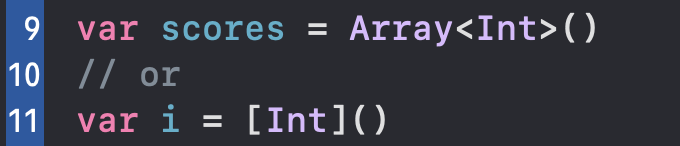 9 var scores = Array<Int>()
10 // or
11 var i = [Int]()